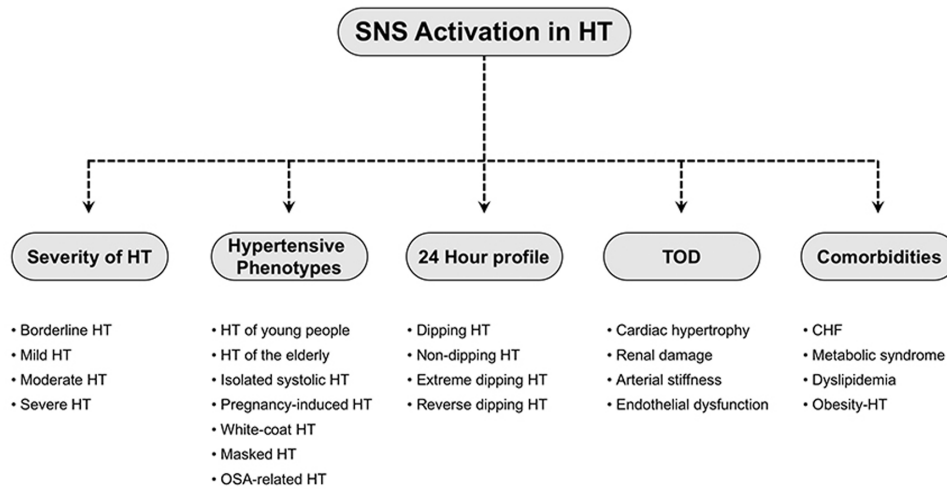 SNS Activation in HT
Severity of HT
• Borderline HT
• Mild HT
• Moderate HT
• Severe HT
Hypertensive
Phenotypes
• HT of young people
• HT of the elderly
• Isolated systolic HT
• Pregnancy-induced HT
• White-coat HT
• Masked HT
• OSA-related HT
24 Hour profile
• Dipping HT
• Non-dipping HT
• Extreme dipping HT
• Reverse dipping HT
TOD
• Cardiac hypertrophy
• Renal damage
• Arterial stiffness
• Endothelial dysfunction
Comorbidities
• CHF
• Metabolic syndrome
• Dyslipidemia
• Obesity-HT